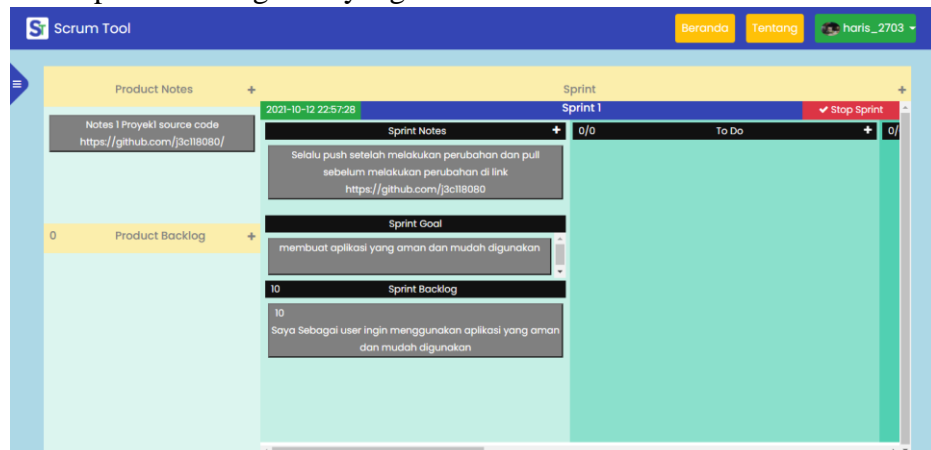 ST Scrum Tool
Beranda
Tentang
haris_2703
Product Notes +
Sprint +
Notes 1 Proyek1 source code
https://github.com/j3c118080/
0 Product Backlog +
2021-10-12 22:57:28
Sprint 1
Stop Sprint
Sprint Notes +
Selalu push setelah melakukan perubahan dan pull
sebelum melakukan perubahan di link
https://github.com/j3c118080
Sprint Goal
membuat aplikasi yang aman dan mudah digunakan
10 Sprint Backlog
10
Saya Sebagai user ingin menggunakan aplikasi yang aman
dan mudah digunakan
0/0 To Do +
0/